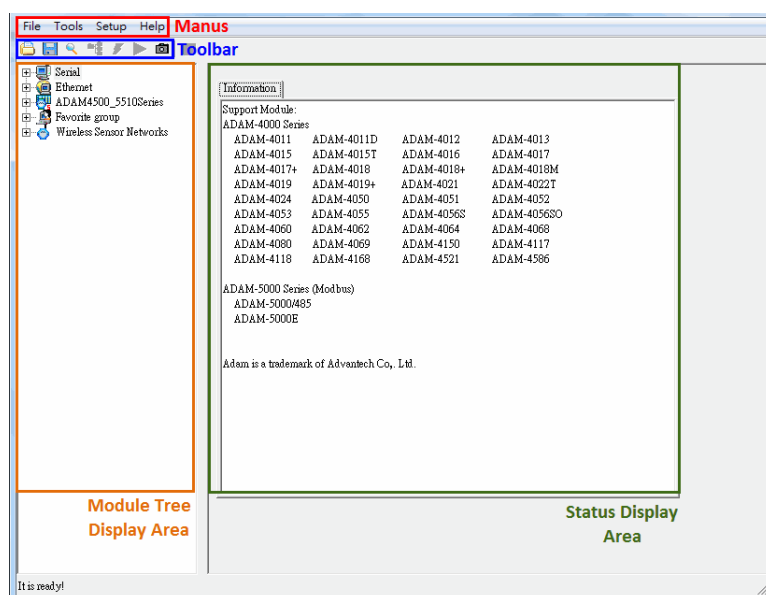 File Tools Setup Help Manus
Toolbar
Serial
Ethernet
ADAM4500_5510Series
Favorite group
Wireless Sensor Networks
Information
Support Module:
ADAM-4000 Series
ADAM-4011 ADAM-4011D ADAM-4012 ADAM-4013
ADAM-4015 ADAM-4015T ADAM-4016 ADAM-4017
ADAM-4017+ ADAM-4018 ADAM-4018+ ADAM-4018M
ADAM-4019 ADAM-4019+ ADAM-4021 ADAM-4022T
ADAM-4024 ADAM-4050 ADAM-4051 ADAM-4052
ADAM-4053 ADAM-4055 ADAM-4056S ADAM-4056SO
ADAM-4060 ADAM-4062 ADAM-4064 ADAM-4068
ADAM-4080 ADAM-4069 ADAM-4150 ADAM-4117
ADAM-4118 ADAM-4168 ADAM-4521 ADAM-4586
ADAM-5000 Series (Modbus)
ADAM-5000/485
ADAM-5000E
Adam is a trademark of Advantech Co,. Ltd.
Module Tree
Display Area
Status Display
Area
It is ready!